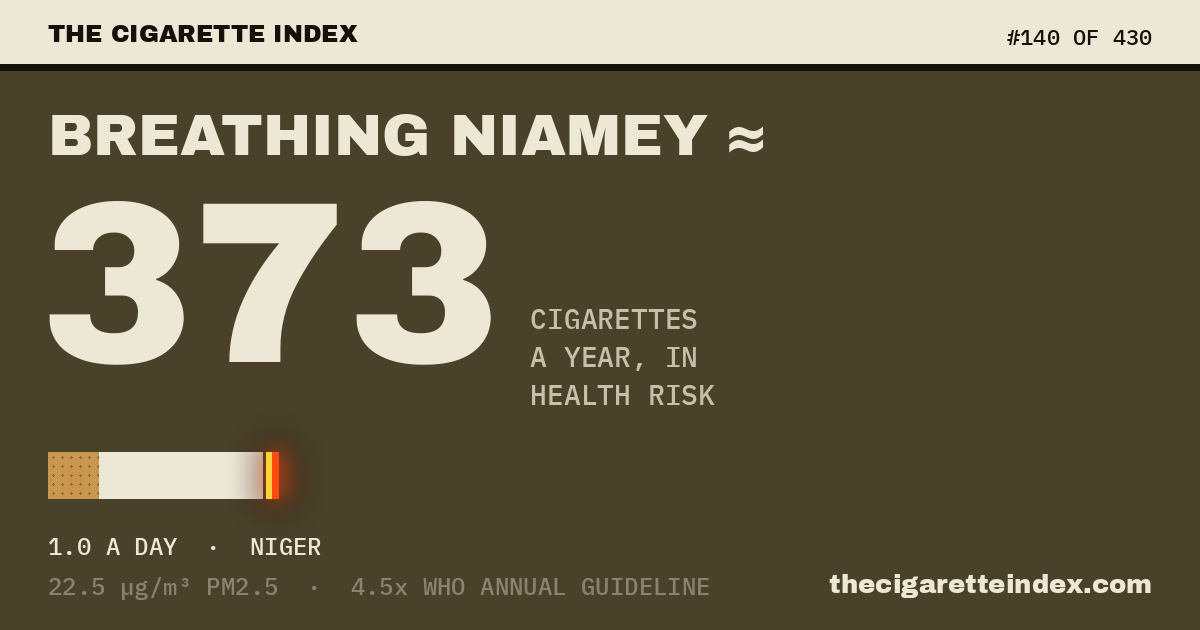 THE CIGARETTE INDEX
#140 OF 430
BREATHING NIAMEY ≈
373
CIGARETTES
A YEAR, IN
HEALTH RISK
1.0 A DAY · NIGER
22.5 µg/m³ PM2.5 · 4.5x WHO ANNUAL GUIDELINE
thecigaretteindex.com